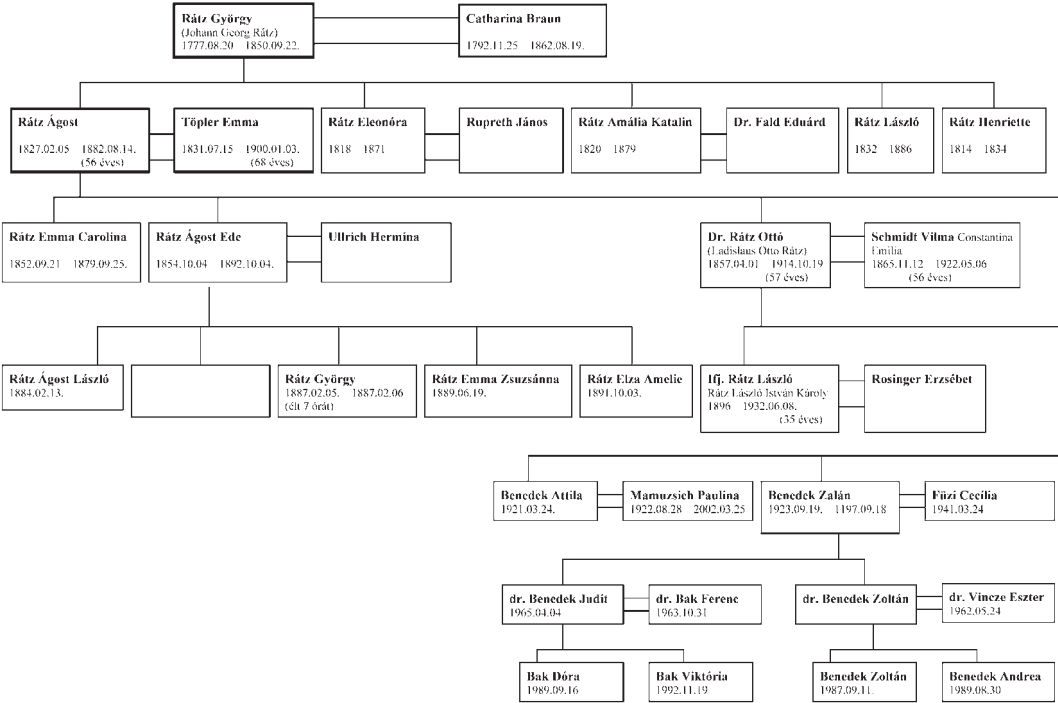 Rátz György
(Johann Georg Rátz)
1777.08.20 1850.09.22.
Catharina Braun
1792.11.25 1862.08.19.
Rátz Ágost
1827.02.05 1882.08.14.
(56 éves)
Töpler Emma
1831.07.15 1900.01.03.
(68 éves)
Rátz Eleonóra
1818 1871
Rupreth János
Rátz Amália Katalin
1820 1879
Dr. Fald Eduárd
Rátz László
1832 1886
Rátz Henriette
1814 1834
Rátz Emma Carolina
1852.09.21 1879.09.25.
Rátz Ágost Ede
1854.10.04 1892.10.04.
Ullrich Hermina
Dr. Rátz Ottó
(Ladislaus Otto Rátz)
1857.04.01 1914.10.19
(57 éves)
Schmidt Vilma Constantina
Emilia
1865.11.12 1922.05.06
(56 éves)
Rátz Ágost László
1884.02.13.
Rátz György
1887.02.05. 1887.02.06
(élt 7 órát)
Rátz Emma Zsuzsánna
1889.06.19.
Rátz Elza Amelie
1891.10.03.
Ifj. Rátz László
Rátz László István Károly
1896 1932.06.08.
(35 éves)
Rosinger Erzsébet
Benedek Attila
1921.03.24.
Mamuzsich Paulina
1922.08.28 2002.03.25
Benedek Zalán
1923.09.19. 1197.09.18
Füzi Cecília
1941.03.24
dr. Benedek Judit
1965.04.04
dr. Bak Ferenc
1963.10.31
dr. Benedek Zoltán
dr. Vincze Eszter
1962.05.24
Bak Dóra
1989.09.16
Bak Viktória
1992.11.19
Benedek Zoltán
1987.09.11.
Benedek Andrea
1989.08.30